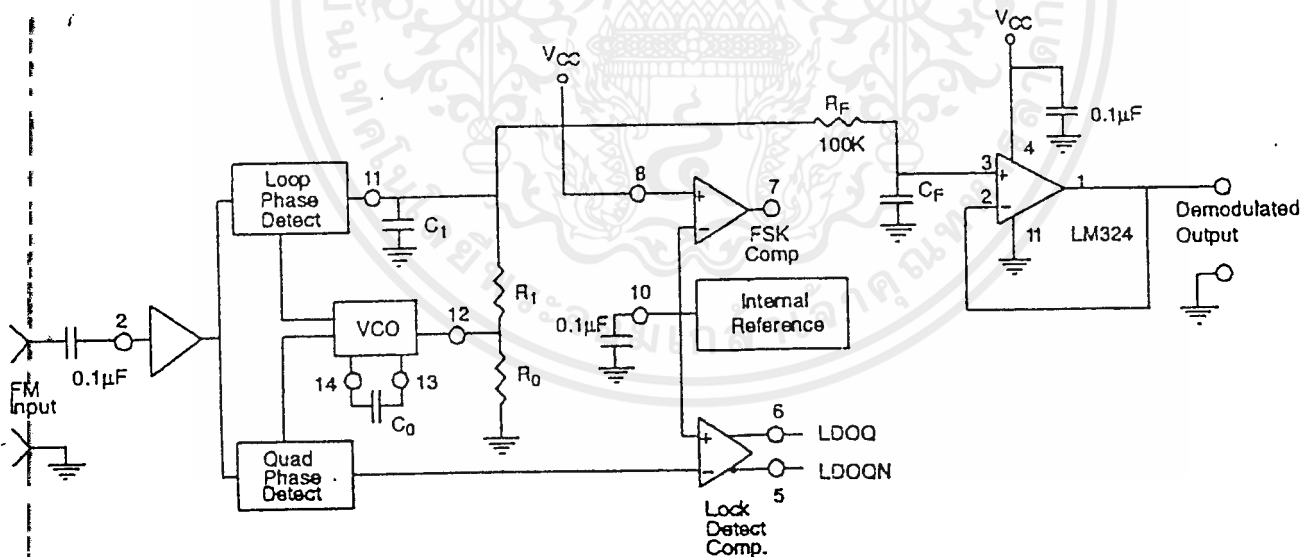 VCC
VCC
RF
100K
0.1µF
4
3
+
2
−
1
11
LM324
Demodulated
Output
CF
8
+
−
7
FSK
Comp
Loop
Phase
Detect
11
C1
R1
10
0.1µF
Internal
Reference
2
0.1µF
FM
Input
VCO
12
14
13
C0
R0
Quad
Phase
Detect
+
−
6
LDOQ
LDOQN
5
Lock
Detect
Comp.